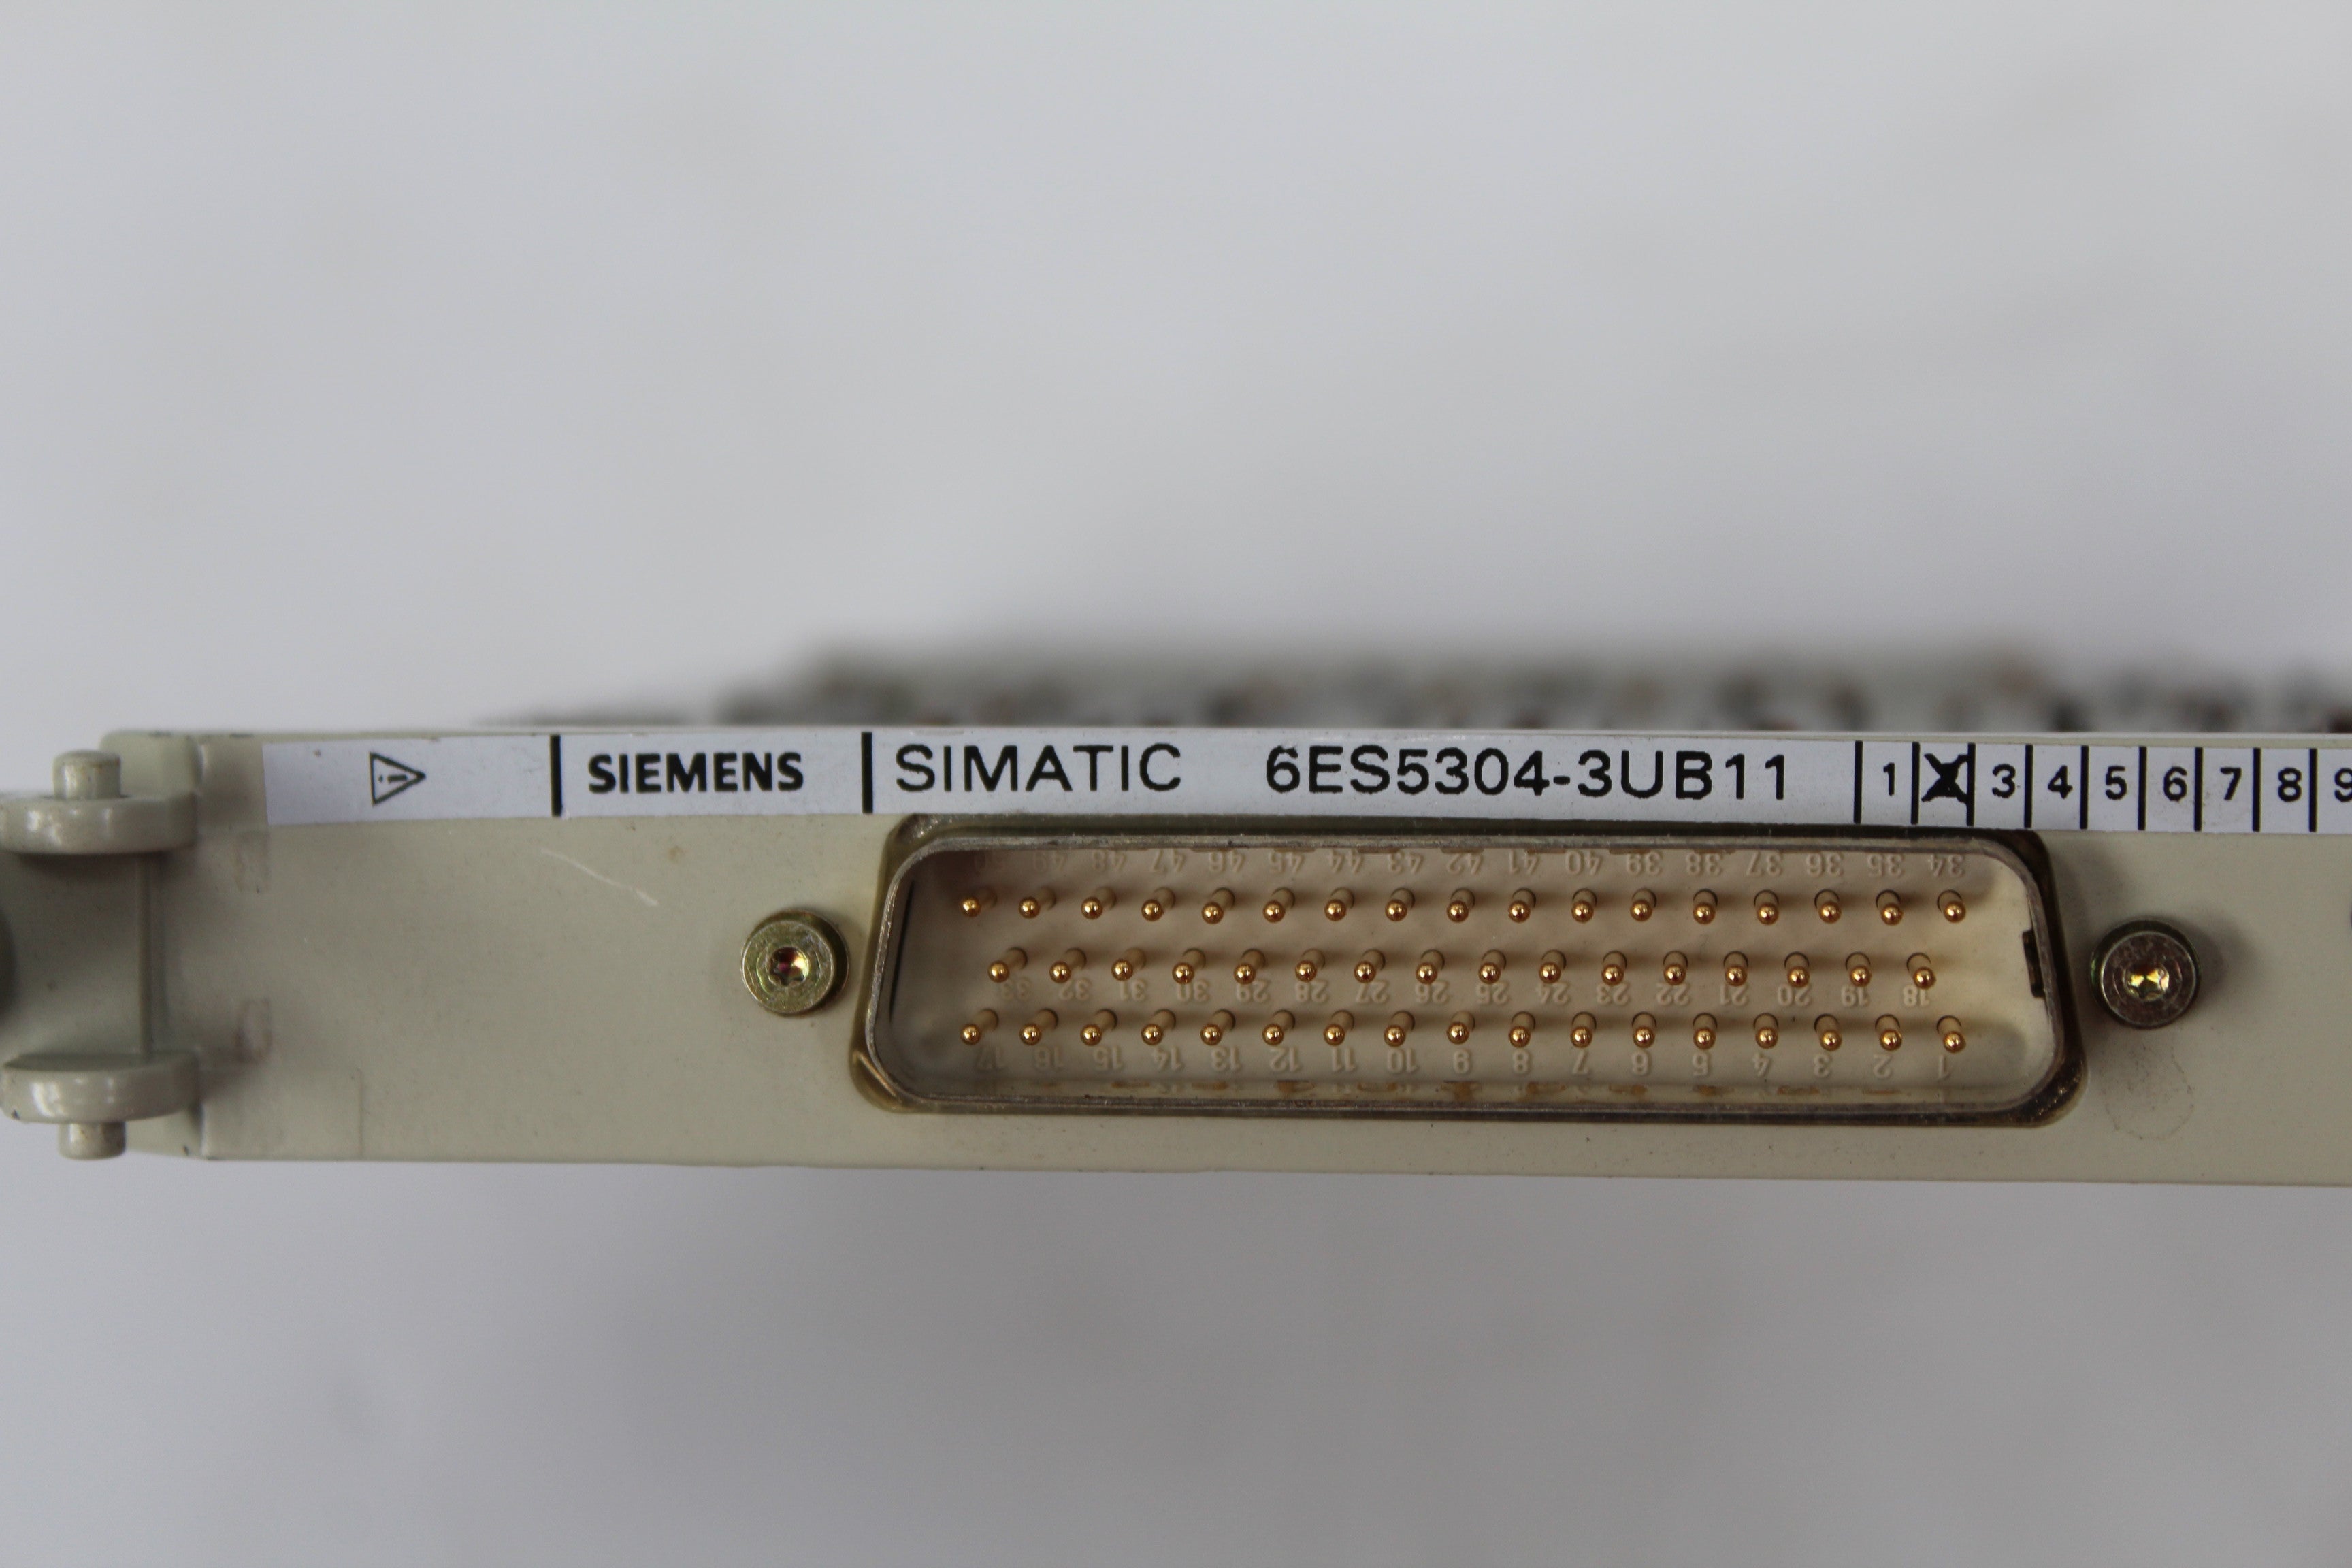 SIEMENS SIMATIC 6ES5304-3UB11 1 X 3 4 5 6 7 8 9
49 48 47 46 45 44 43 42 41 40 39 38 37 36 35 34
33 32 31 30 29 28 27 26 25 24 23 22 21 20 19 18
17 16 15 14 13 12 11 10 9 8 7 6 5 4 3 2 1